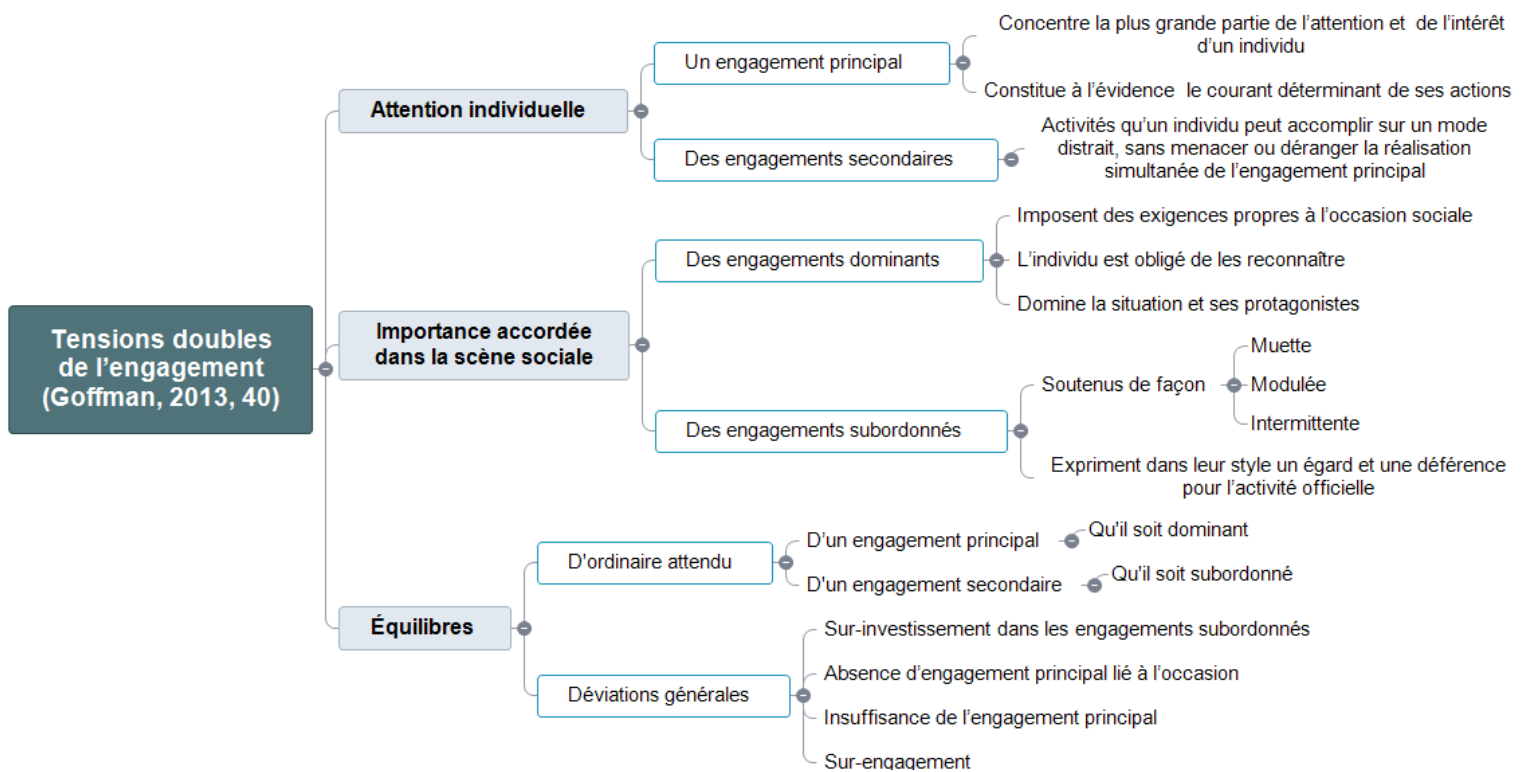 Tensions doubles
de l’engagement
(Goffman, 2013, 40)
Attention individuelle
Un engagement principal
Concentre la plus grande partie de l’attention et  de l’intérêt
d’un individu
Constitue à l’évidence  le courant déterminant de ses actions
Des engagements secondaires
Activités qu’un individu peut accomplir sur un mode
distrait, sans menacer ou déranger la réalisation
simultanée de l’engagement principal
Importance accordée
dans la scène sociale
Des engagements dominants
Imposent des exigences propres à l’occasion sociale
L’individu est obligé de les reconnaître
Domine la situation et ses protagonistes
Des engagements subordonnés
Soutenus de façon
Muette
Modulée
Intermittente
Expriment dans leur style un égard et une déférence
pour l’activité officielle
Équilibres
D'ordinaire attendu
D’un engagement principal
Qu'il soit dominant
D'un engagement secondaire
Qu'il soit subordonné
Déviations générales
Sur-investissement dans les engagements subordonnés
Absence d’engagement principal lié à l’occasion
Insuffisance de l’engagement principal
Sur-engagement